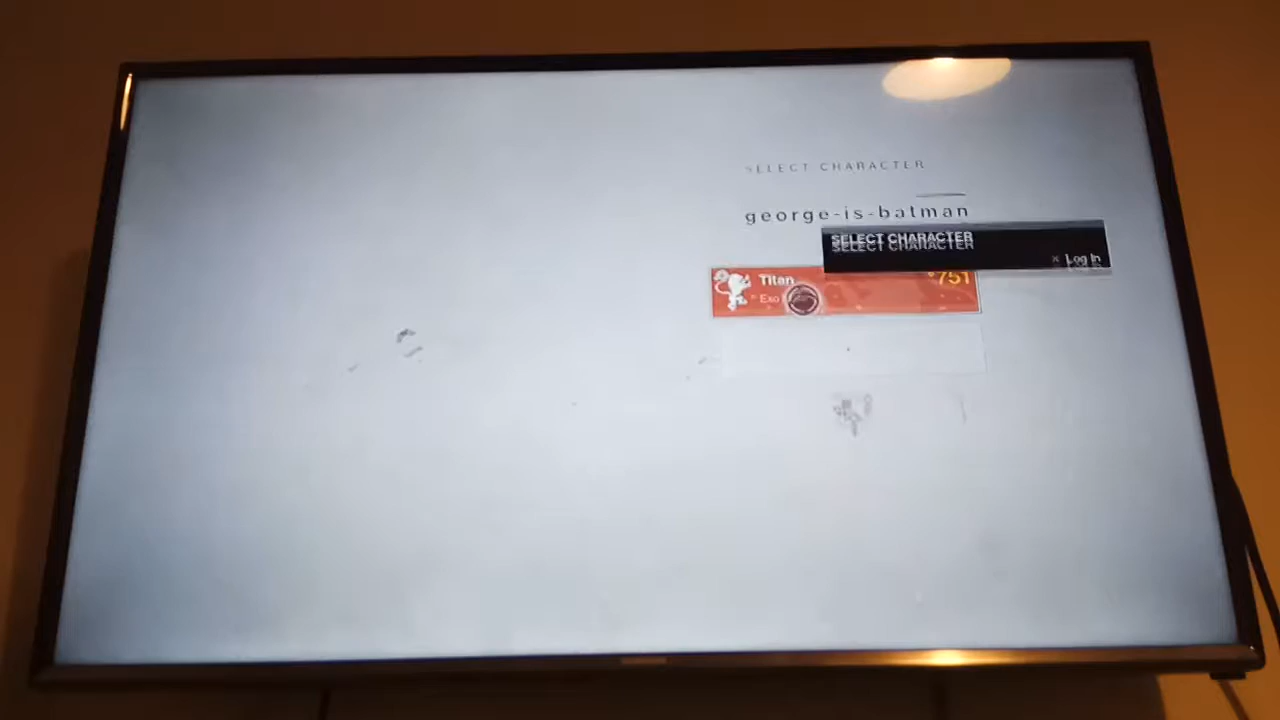 SELECT CHARACTER
george-is-batman
SELECT CHARACTER
Log In
Titan
751
Exo